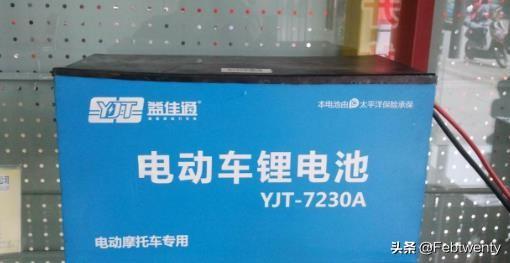 YJT 益佳通®
本电池由太平洋保险承保
电动车锂电池
YJT-7230A
电动摩托车专用
头条 @Febtwenty